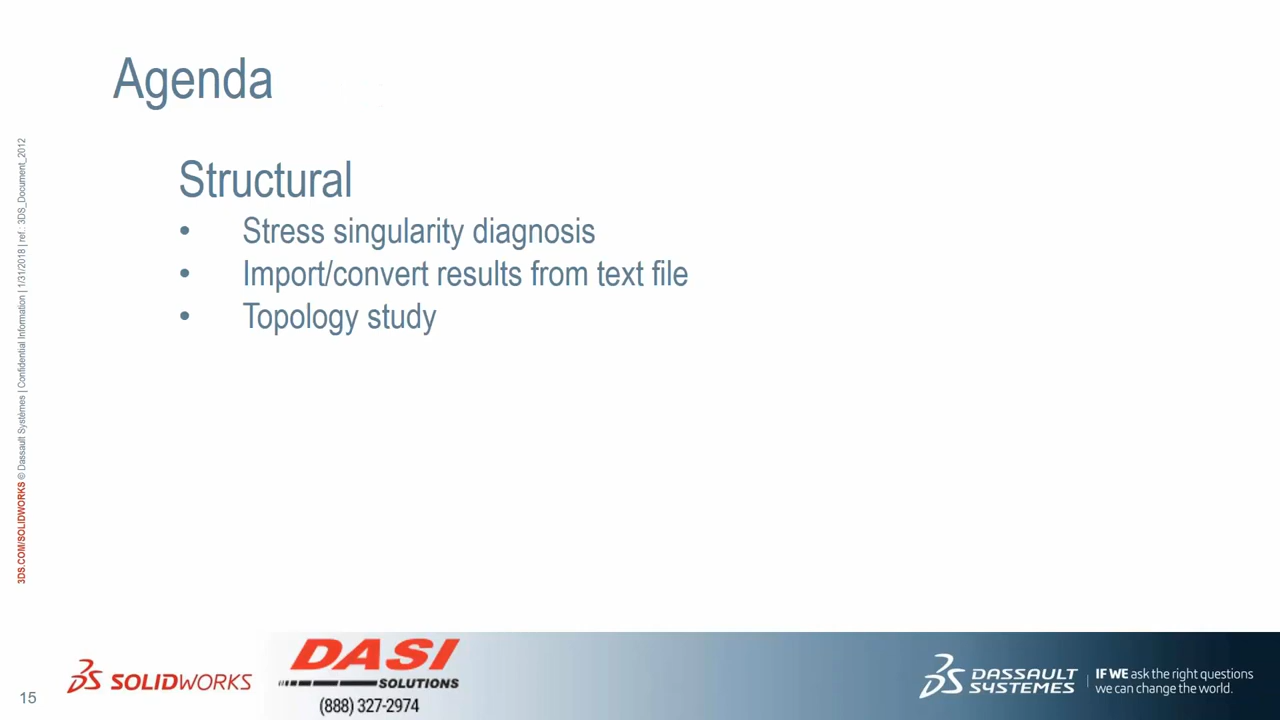 Agenda
Structural
• Stress singularity diagnosis
• Import/convert results from text file
• Topology study
3DS.COM/SOLIDWORKS © Dassault Systèmes | Confidential Information | 1/31/2018 | ref.: 3DS_Document_2012
15
SOLIDWORKS
DASI
SOLUTIONS
(888) 327-2974
DASSAULT
SYSTEMES
IF WE ask the right questions
we can change the world.